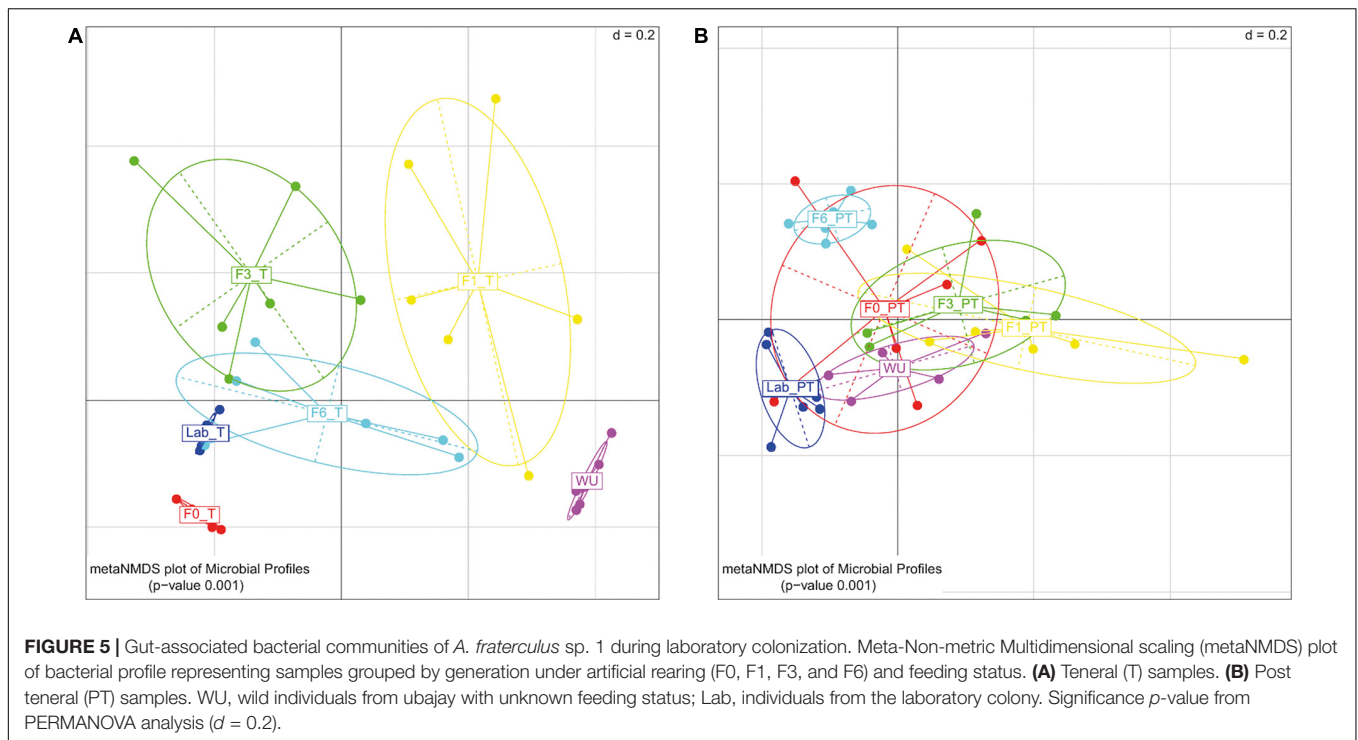 A
d = 0.2
F3_T
F1_T
F6_T
Lab_T
WU
F0_T
metaNMDS plot of Microbial Profiles
(p−value 0.001)
B
d = 0.2
F6_PT
F0_PT
F3_PT
F1_PT
WU
Lab_PT
metaNMDS plot of Microbial Profiles
(p−value 0.001)
FIGURE 5 | Gut-associated bacterial communities of A. fraterculus sp. 1 during laboratory colonization. Meta-Non-metric Multidimensional scaling (metaNMDS) plot
of bacterial profile representing samples grouped by generation under artificial rearing (F0, F1, F3, and F6) and feeding status. (A) Teneral (T) samples. (B) Post
teneral (PT) samples. WU, wild individuals from ubajay with unknown feeding status; Lab, individuals from the laboratory colony. Significance p-value from
PERMANOVA analysis (d = 0.2).